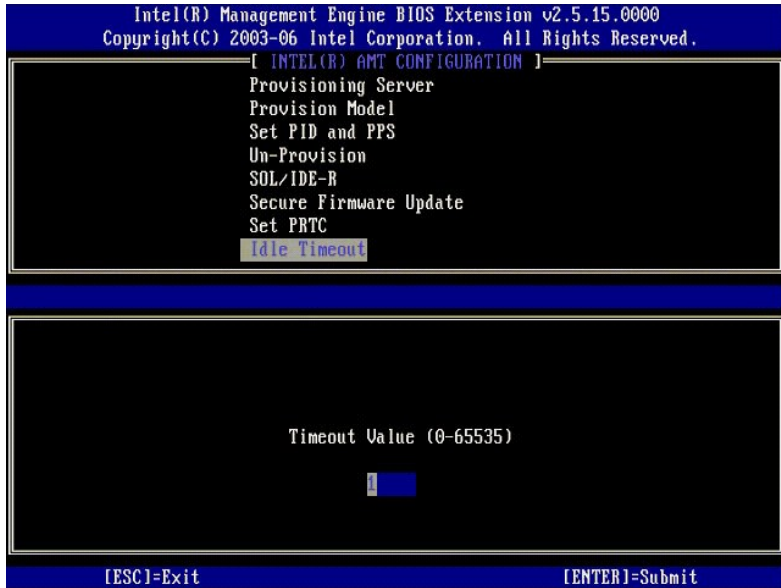 Intel(R) Management Engine BIOS Extension v2.5.15.0000
Copyright(C) 2003-06 Intel Corporation. All Rights Reserved.
[ INTEL(R) AMT CONFIGURATION ]
Provisioning Server
Provision Model
Set PID and PPS
Un-Provision
SOL/IDE-R
Secure Firmware Update
Set PRTC
Idle Timeout
Timeout Value (0-65535)
1
[ESC]=Exit [ENTER]=Submit